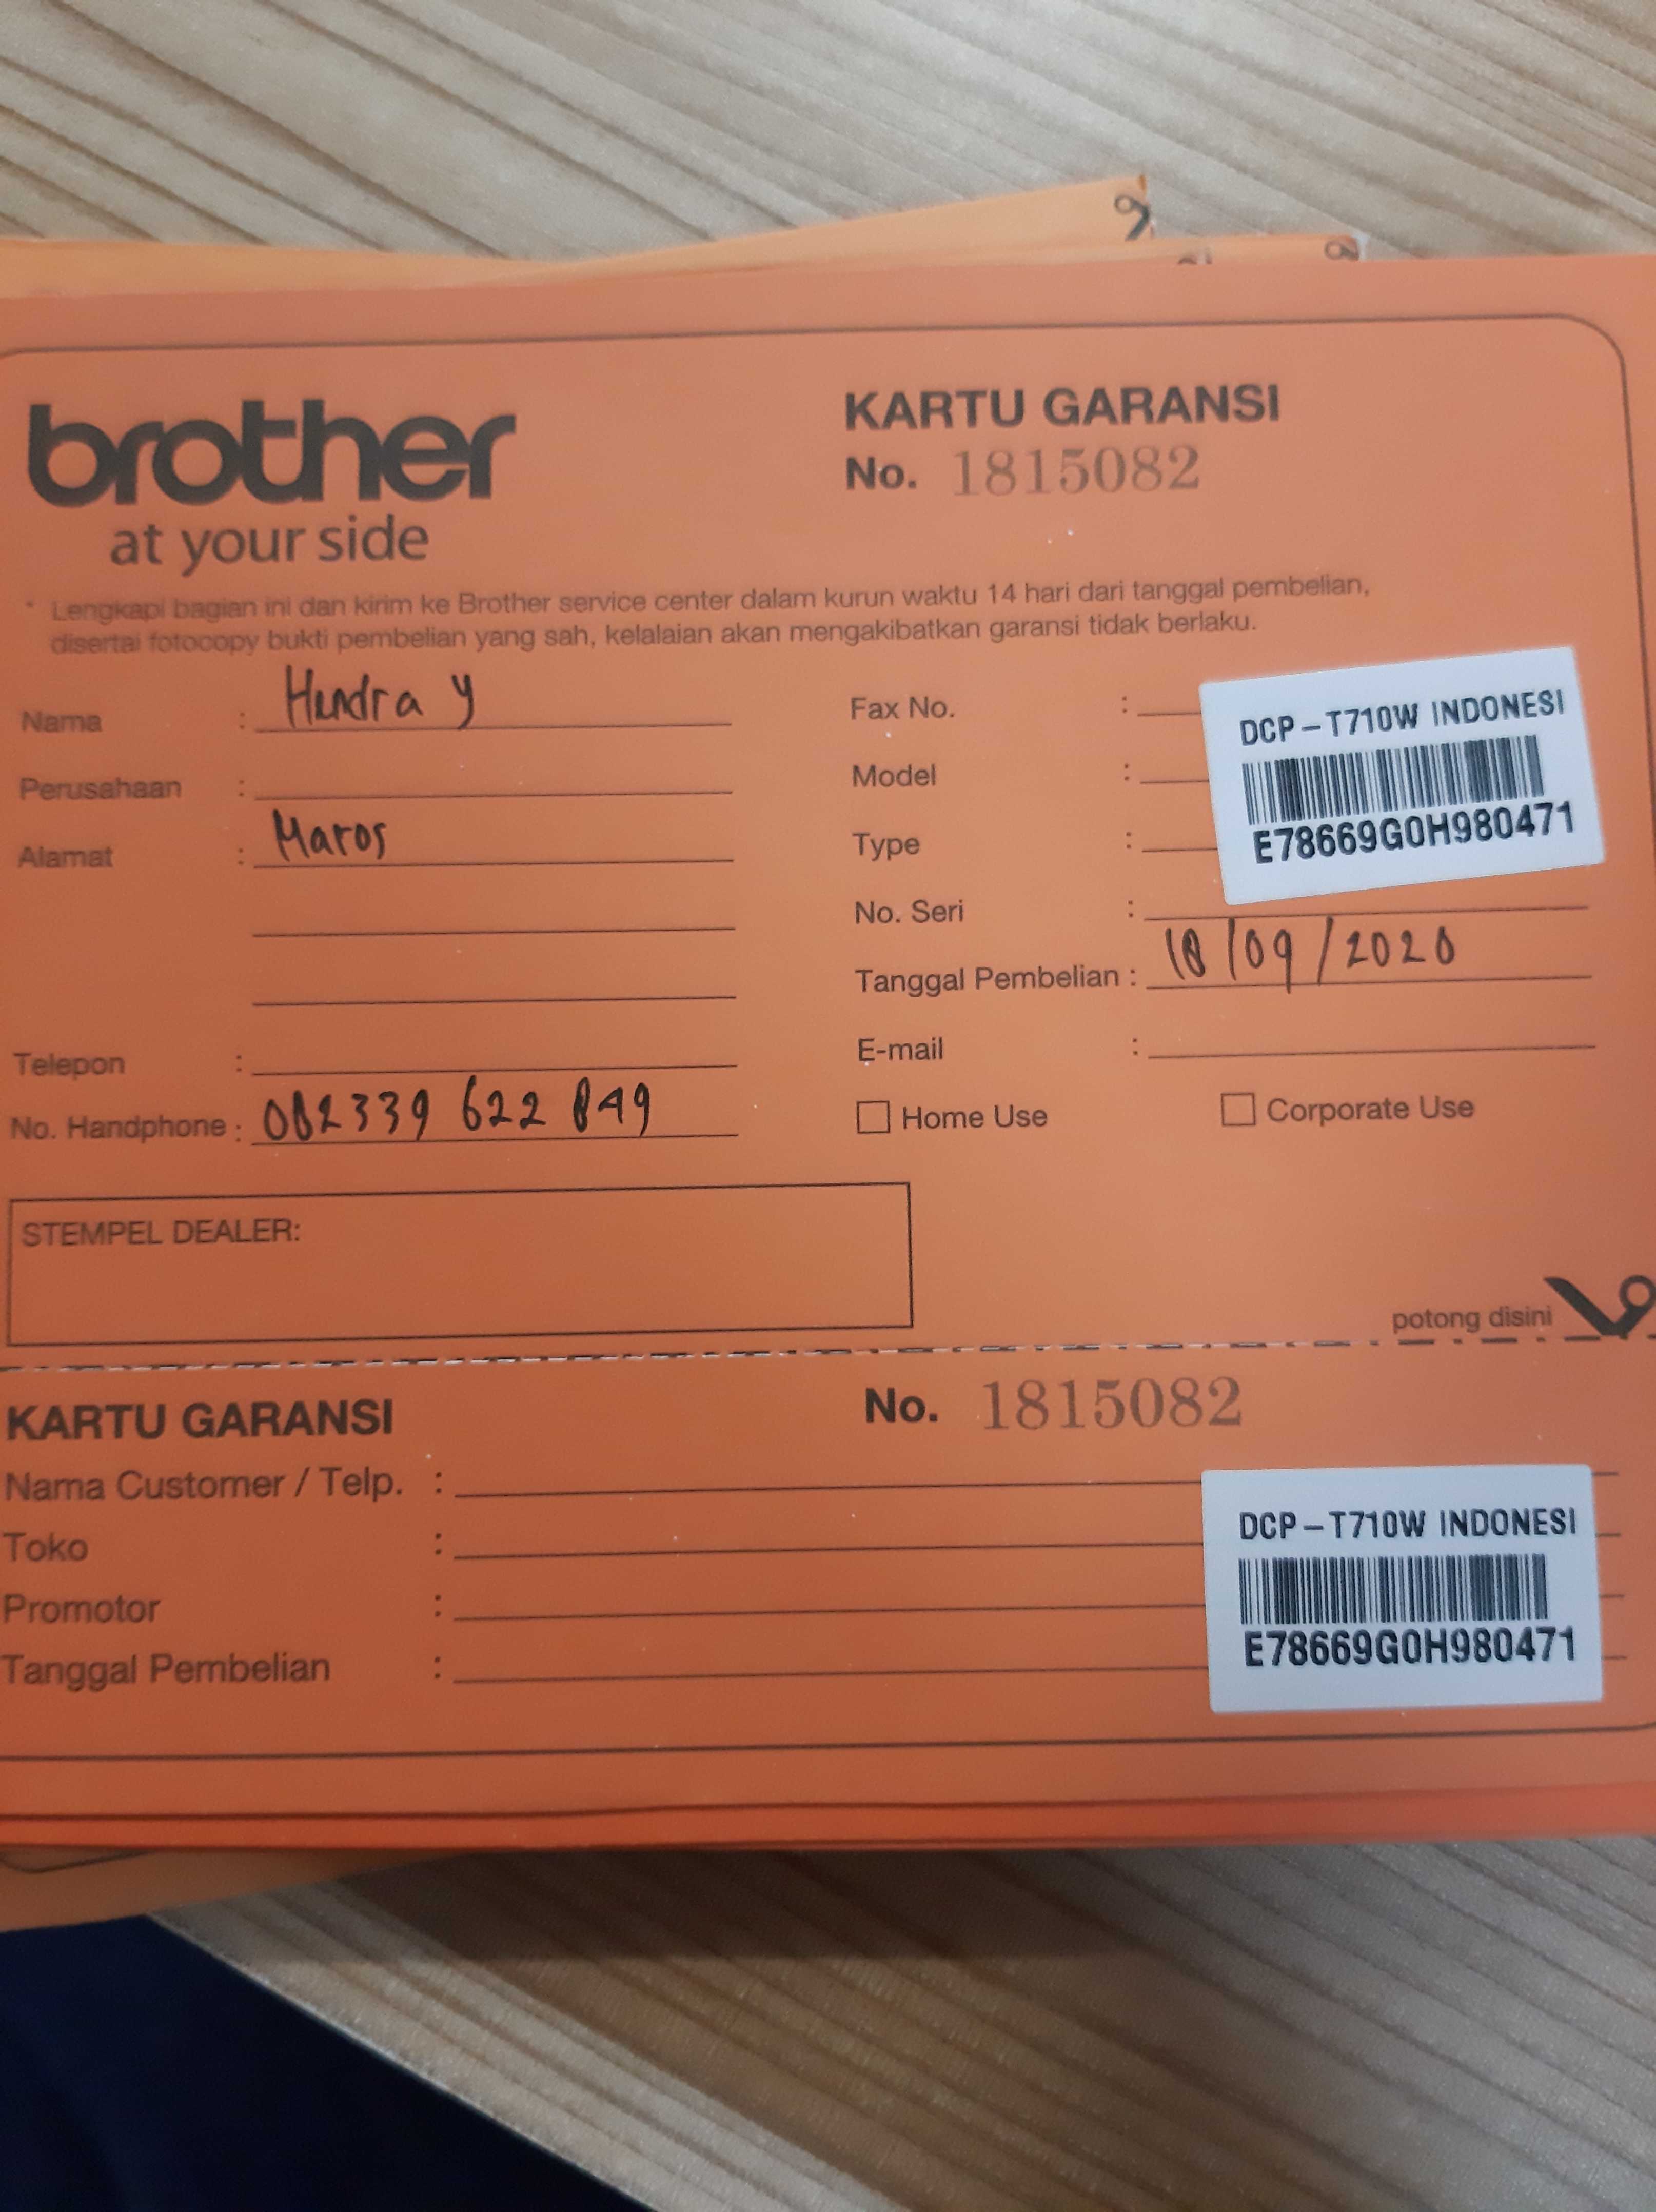 brother
at your side
KARTU GARANSI
No. 1815082
* Lengkapi bagian ini dan kirim ke Brother service center dalam kurun waktu 14 hari dari tanggal pembelian,
disertai fotocopy bukti pembelian yang sah, kelalaian akan mengakibatkan garansi tidak berlaku.
Nama : Hendra Y
Perusahaan :
Alamat : Maros
Telepon :
No. Handphone : 082339 622 849
Fax No. :
Model :
Type :
No. Seri :
DCP-T710W INDONESI
E78669G0H980471
Tanggal Pembelian : 18/09/2020
E-mail :
Home Use Corporate Use
STEMPEL DEALER:
potong disini
KARTU GARANSI No. 1815082
Nama Customer / Telp. :
Toko :
Promotor :
Tanggal Pembelian :
DCP-T710W INDONESI
E78669G0H980471